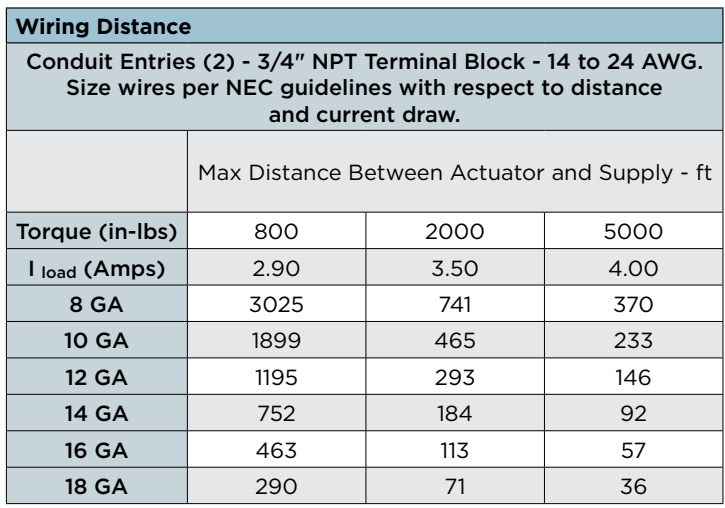 Wiring Distance
Conduit Entries (2) - 3/4" NPT Terminal Block - 14 to 24 AWG.
Size wires per NEC guidelines with respect to distance
and current draw.
Max Distance Between Actuator and Supply - ft
Torque (in-lbs) 800 2000 5000
I load (Amps) 2.90 3.50 4.00
8 GA 3025 741 370
10 GA 1899 465 233
12 GA 1195 293 146
14 GA 752 184 92
16 GA 463 113 57
18 GA 290 71 36